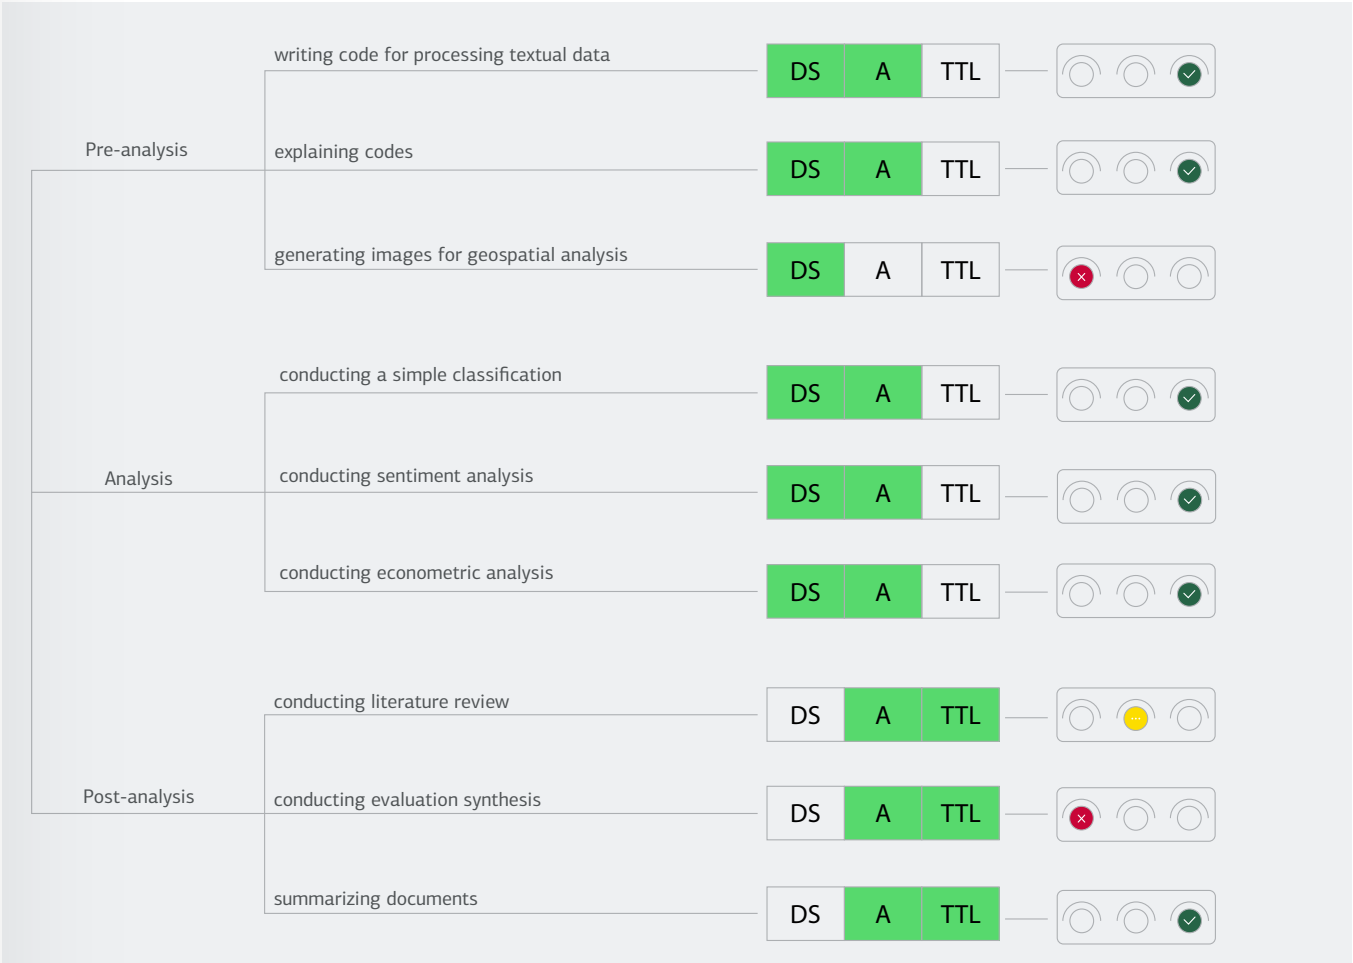 writing code for processing textual data
DS A TTL
Pre-analysis
explaining codes
DS A TTL
generating images for geospatial analysis
DS A TTL
conducting a simple classification
DS A TTL
Analysis
conducting sentiment analysis
DS A TTL
conducting econometric analysis
DS A TTL
conducting literature review
DS A TTL
Post-analysis
conducting evaluation synthesis
DS A TTL
summarizing documents
DS A TTL